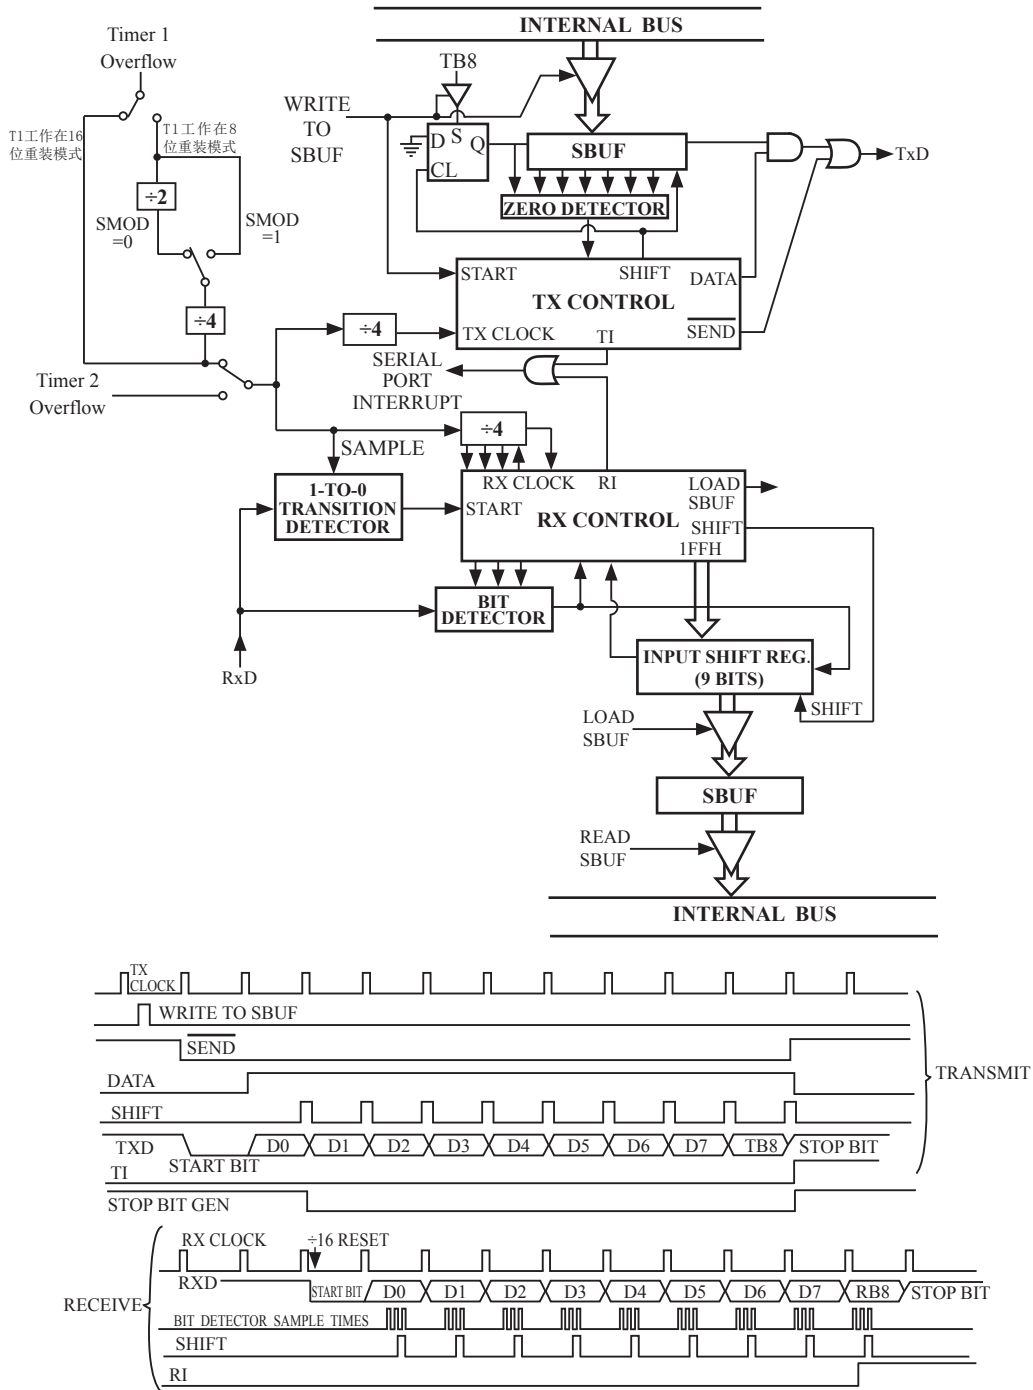 INTERNAL BUS
Timer 1
Overflow
TB8
WRITE
TO
SBUF
T1工作在16
位重装模式
T1工作在8
位重装模式
D S Q
CL
SBUF
TxD
÷2
ZERO DETECTOR
SMOD
=0
SMOD
=1
START
SHIFT
DATA
TX CONTROL
÷4
÷4
TX CLOCK
TI
SEND
SERIAL
PORT
INTERRUPT
Timer 2
Overflow
÷4
SAMPLE
RX CLOCK
RI
LOAD
SBUF
1-TO-0
TRANSITION
DETECTOR
START
RX CONTROL
SHIFT
1FFH
BIT
DETECTOR
INPUT SHIFT REG.
(9 BITS)
RxD
LOAD
SBUF
SHIFT
SBUF
READ
SBUF
INTERNAL BUS
TX
CLOCK
WRITE TO SBUF
SEND
DATA
TRANSMIT
SHIFT
TXD
START BIT
D0 D1 D2 D3 D4 D5 D6 D7 TB8 STOP BIT
TI
STOP BIT GEN
RX CLOCK
÷16 RESET
RXD
START BIT D0 D1 D2 D3 D4 D5 D6 D7 RB8 STOP BIT
RECEIVE
BIT DETECTOR SAMPLE TIMES
SHIFT
RI